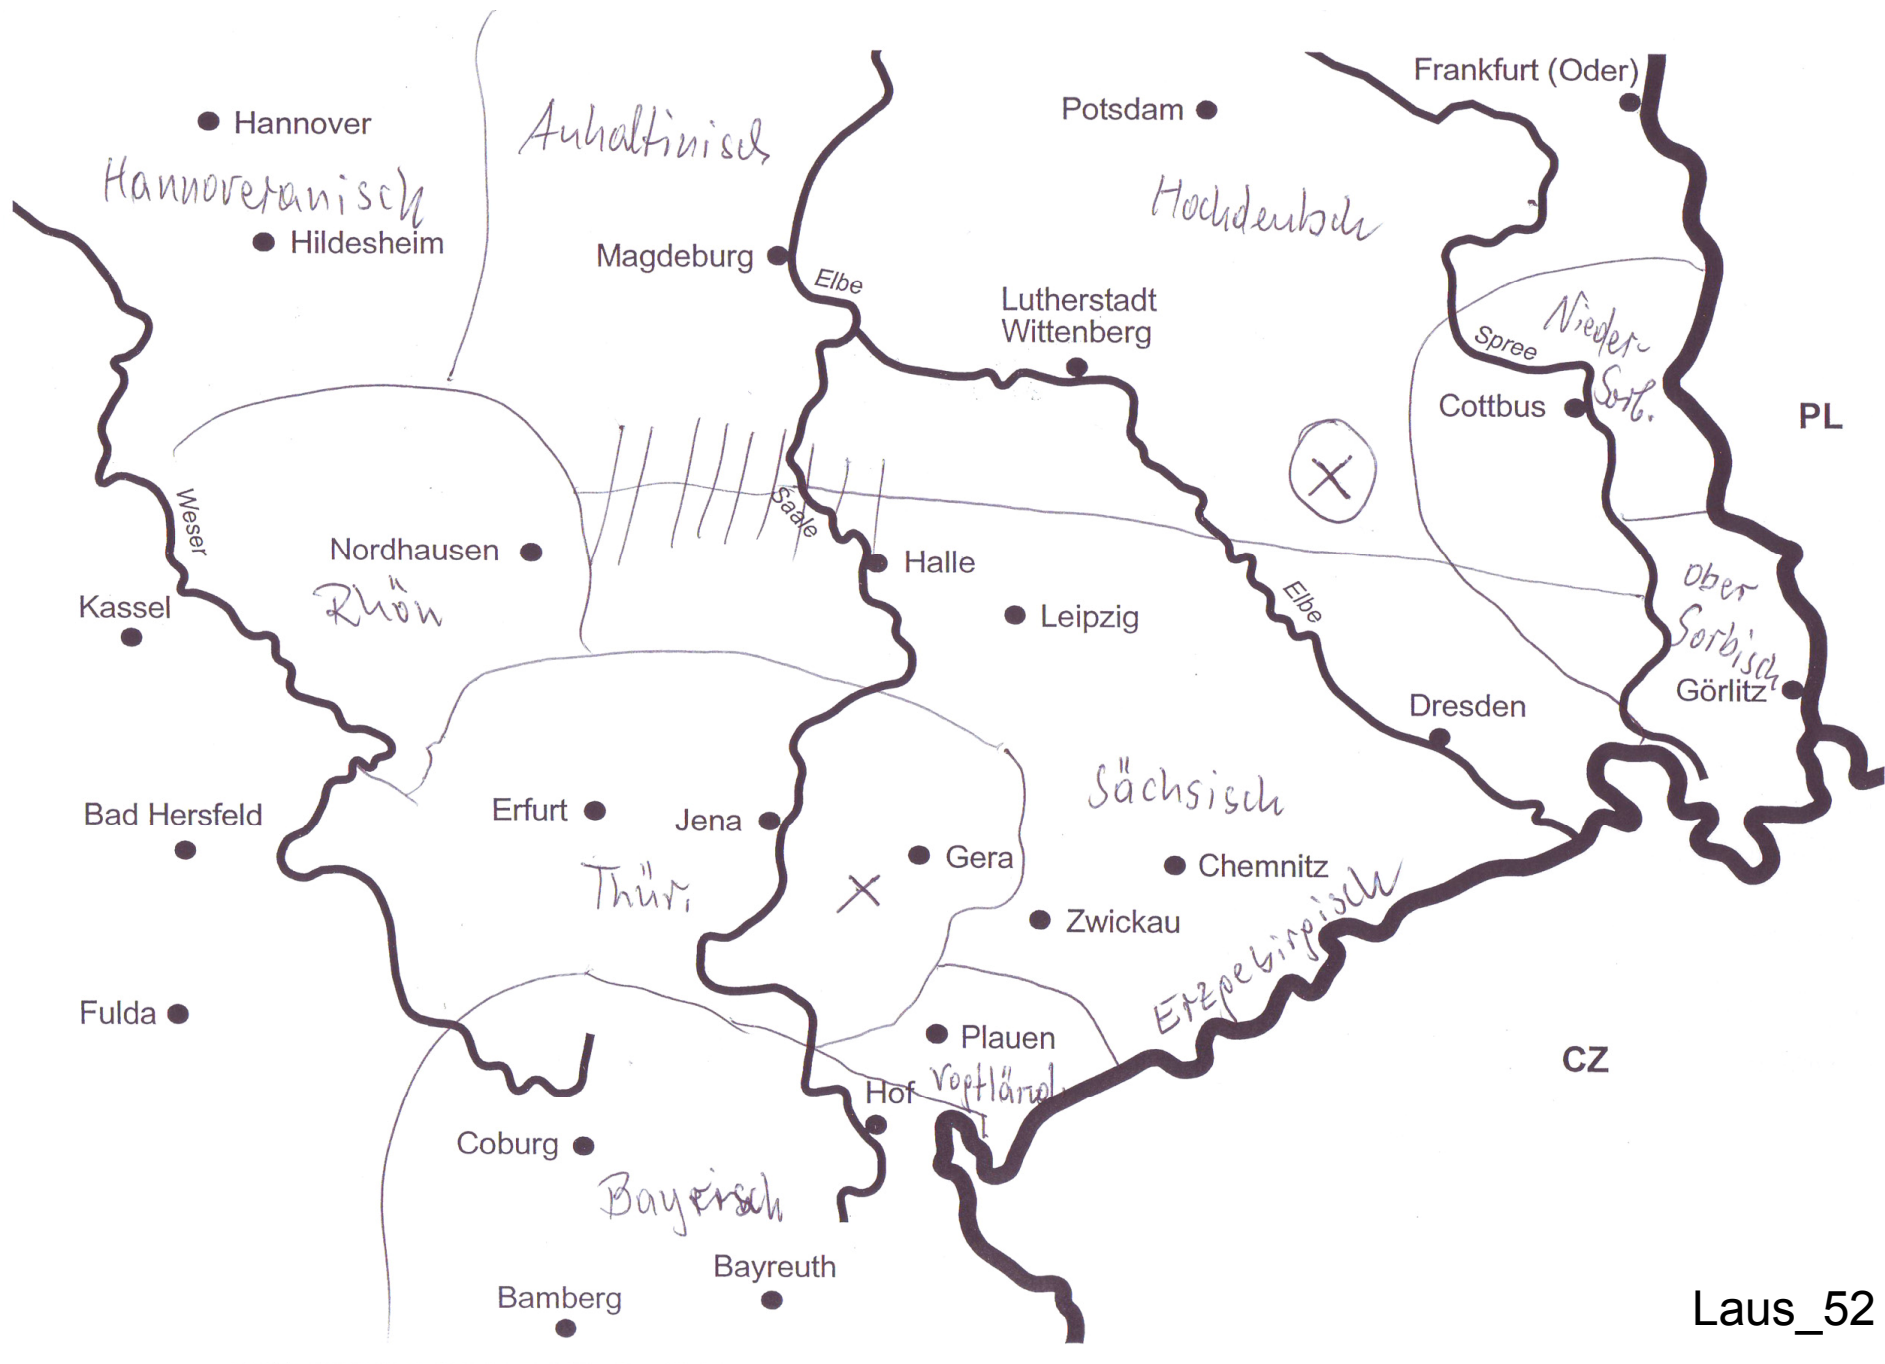 Frankfurt (Oder)
Potsdam
Hannover
Anhaltinisch
Hannoveranisch
Hochdeutsch
Hildesheim
Magdeburg
Elbe
Lutherstadt
Wittenberg
Nieder-
Sorb.
Spree
Cottbus
PL
Weser
Saale
Nordhausen
Halle
Rhön
Kassel
Leipzig
Elbe
Ober
Sorbisch
Görlitz
Dresden
Sächsisch
Bad Hersfeld
Erfurt
Jena
Gera
Chemnitz
Thür.
Zwickau
Erzgebirgisch
Fulda
Plauen
Vogtländ.
CZ
Hof
Coburg
Bayrisch
Bayreuth
Bamberg
Laus_52